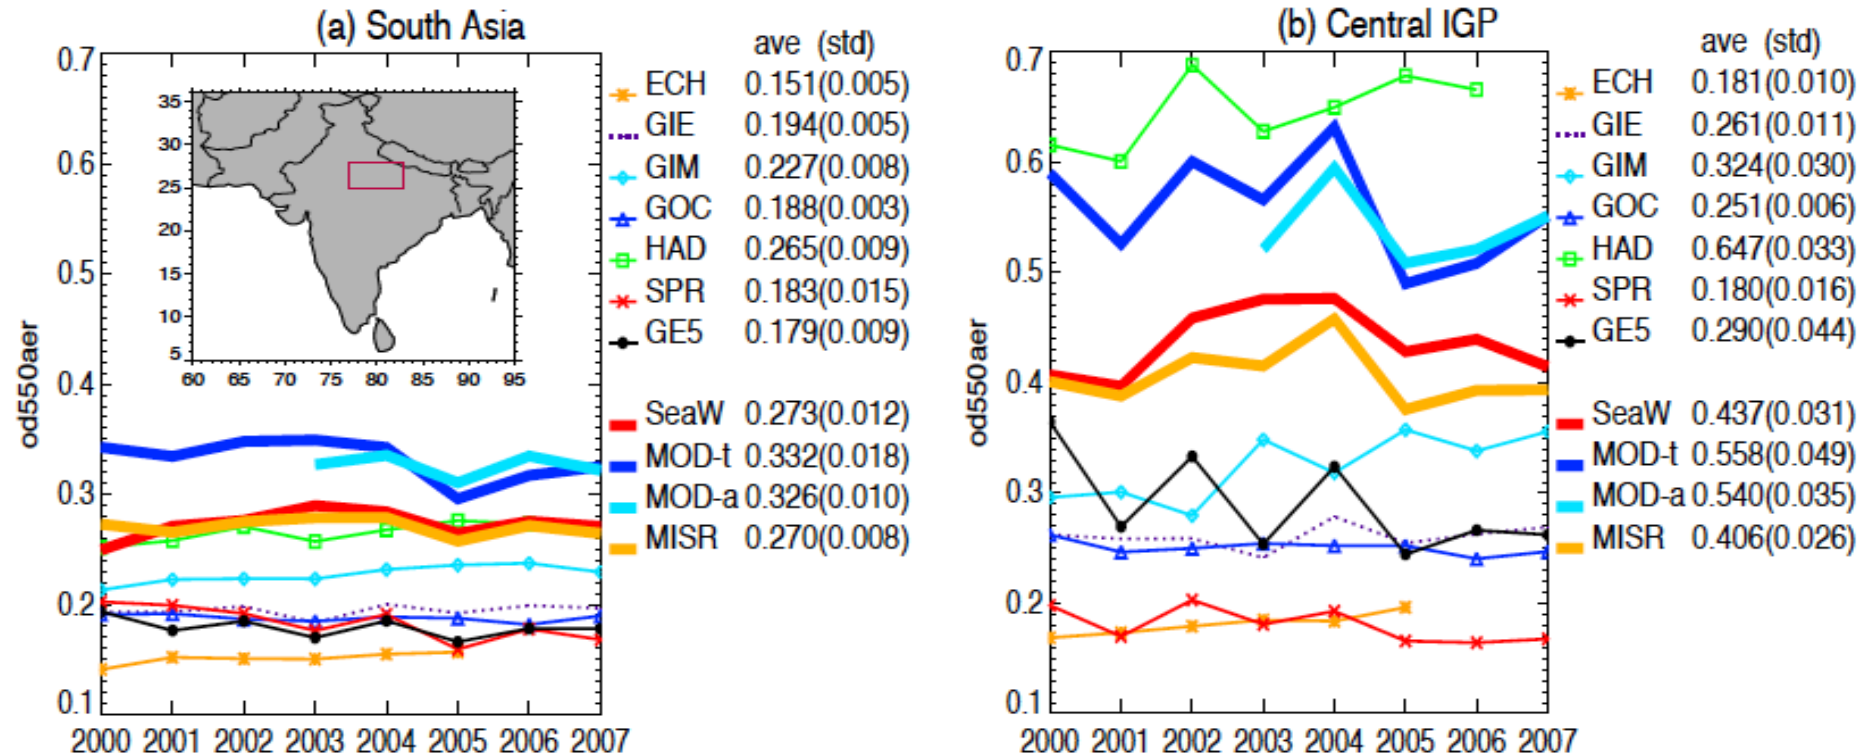 (a) South Asia
ave (std)
ECH 0.151(0.005)
GIE 0.194(0.005)
GIM 0.227(0.008)
GOC 0.188(0.003)
HAD 0.265(0.009)
SPR 0.183(0.015)
GE5 0.179(0.009)
SeaW 0.273(0.012)
MOD-t 0.332(0.018)
MOD-a 0.326(0.010)
MISR 0.270(0.008)
od550aer
0.7
0.6
0.5
0.4
0.3
0.2
0.1
2000 2001 2002 2003 2004 2005 2006 2007
35
30
25
20
15
10
5
60 65 70 75 80 85 90 95
(b) Central IGP
ave (std)
ECH 0.181(0.010)
GIE 0.261(0.011)
GIM 0.324(0.030)
GOC 0.251(0.006)
HAD 0.647(0.033)
SPR 0.180(0.016)
GE5 0.290(0.044)
SeaW 0.437(0.031)
MOD-t 0.558(0.049)
MOD-a 0.540(0.035)
MISR 0.406(0.026)
od550aer
0.7
0.6
0.5
0.4
0.3
0.2
0.1
2000 2001 2002 2003 2004 2005 2006 2007